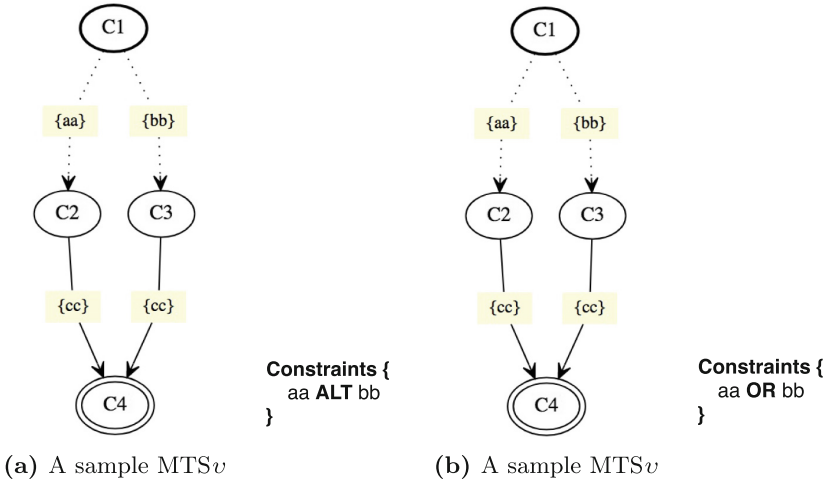 C1
{aa} {bb}
C2 C3
{cc} {cc}
C4
Constraints {
aa ALT bb
}
(a) A sample MTSυ
C1
{aa} {bb}
C2 C3
{cc} {cc}
C4
Constraints {
aa OR bb
}
(b) A sample MTSυ